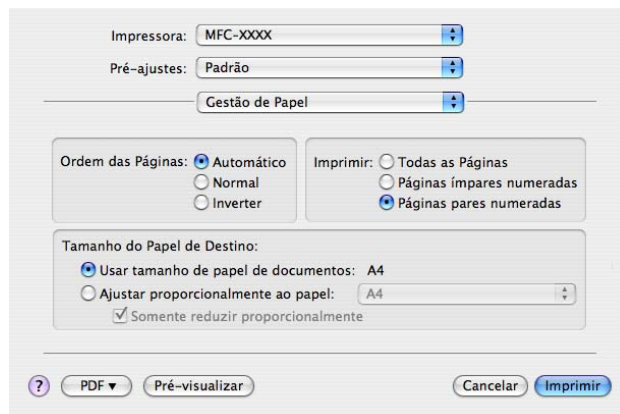 Impressora: MFC-XXXX
Pré-ajustes: Padrão
Gestão de Papel
Ordem das Páginas: Automático
Normal
Inverter
Imprimir: Todas as Páginas
Páginas ímpares numeradas
Páginas pares numeradas
Tamanho do Papel de Destino:
Usar tamanho de papel de documentos: A4
Ajustar proporcionalmente ao papel: A4
Somente reduzir proporcionalmente
? PDF ▼ Pré-visualizar Cancelar Imprimir